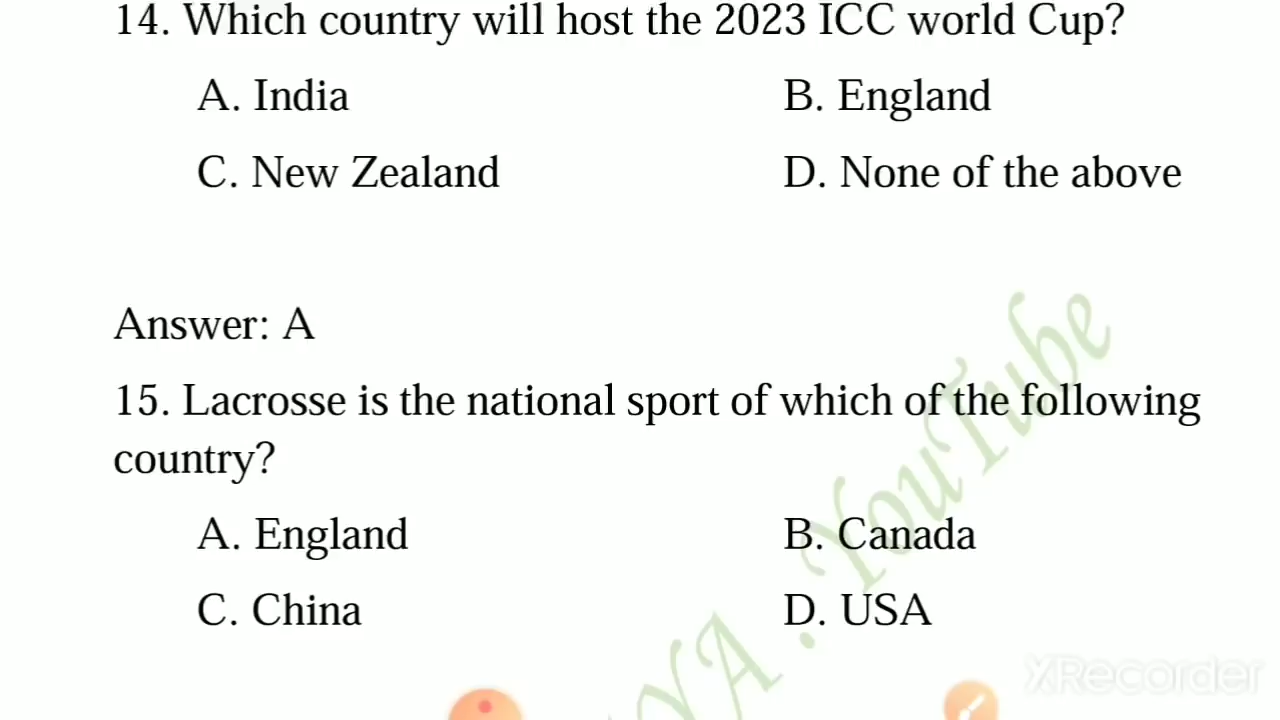 14. Which country will host the 2023 ICC world Cup?
A. India B. England
C. New Zealand D. None of the above
Answer: A
15. Lacrosse is the national sport of which of the following
country?
A. England B. Canada
C. China D. USA
YouTube
XRecorder